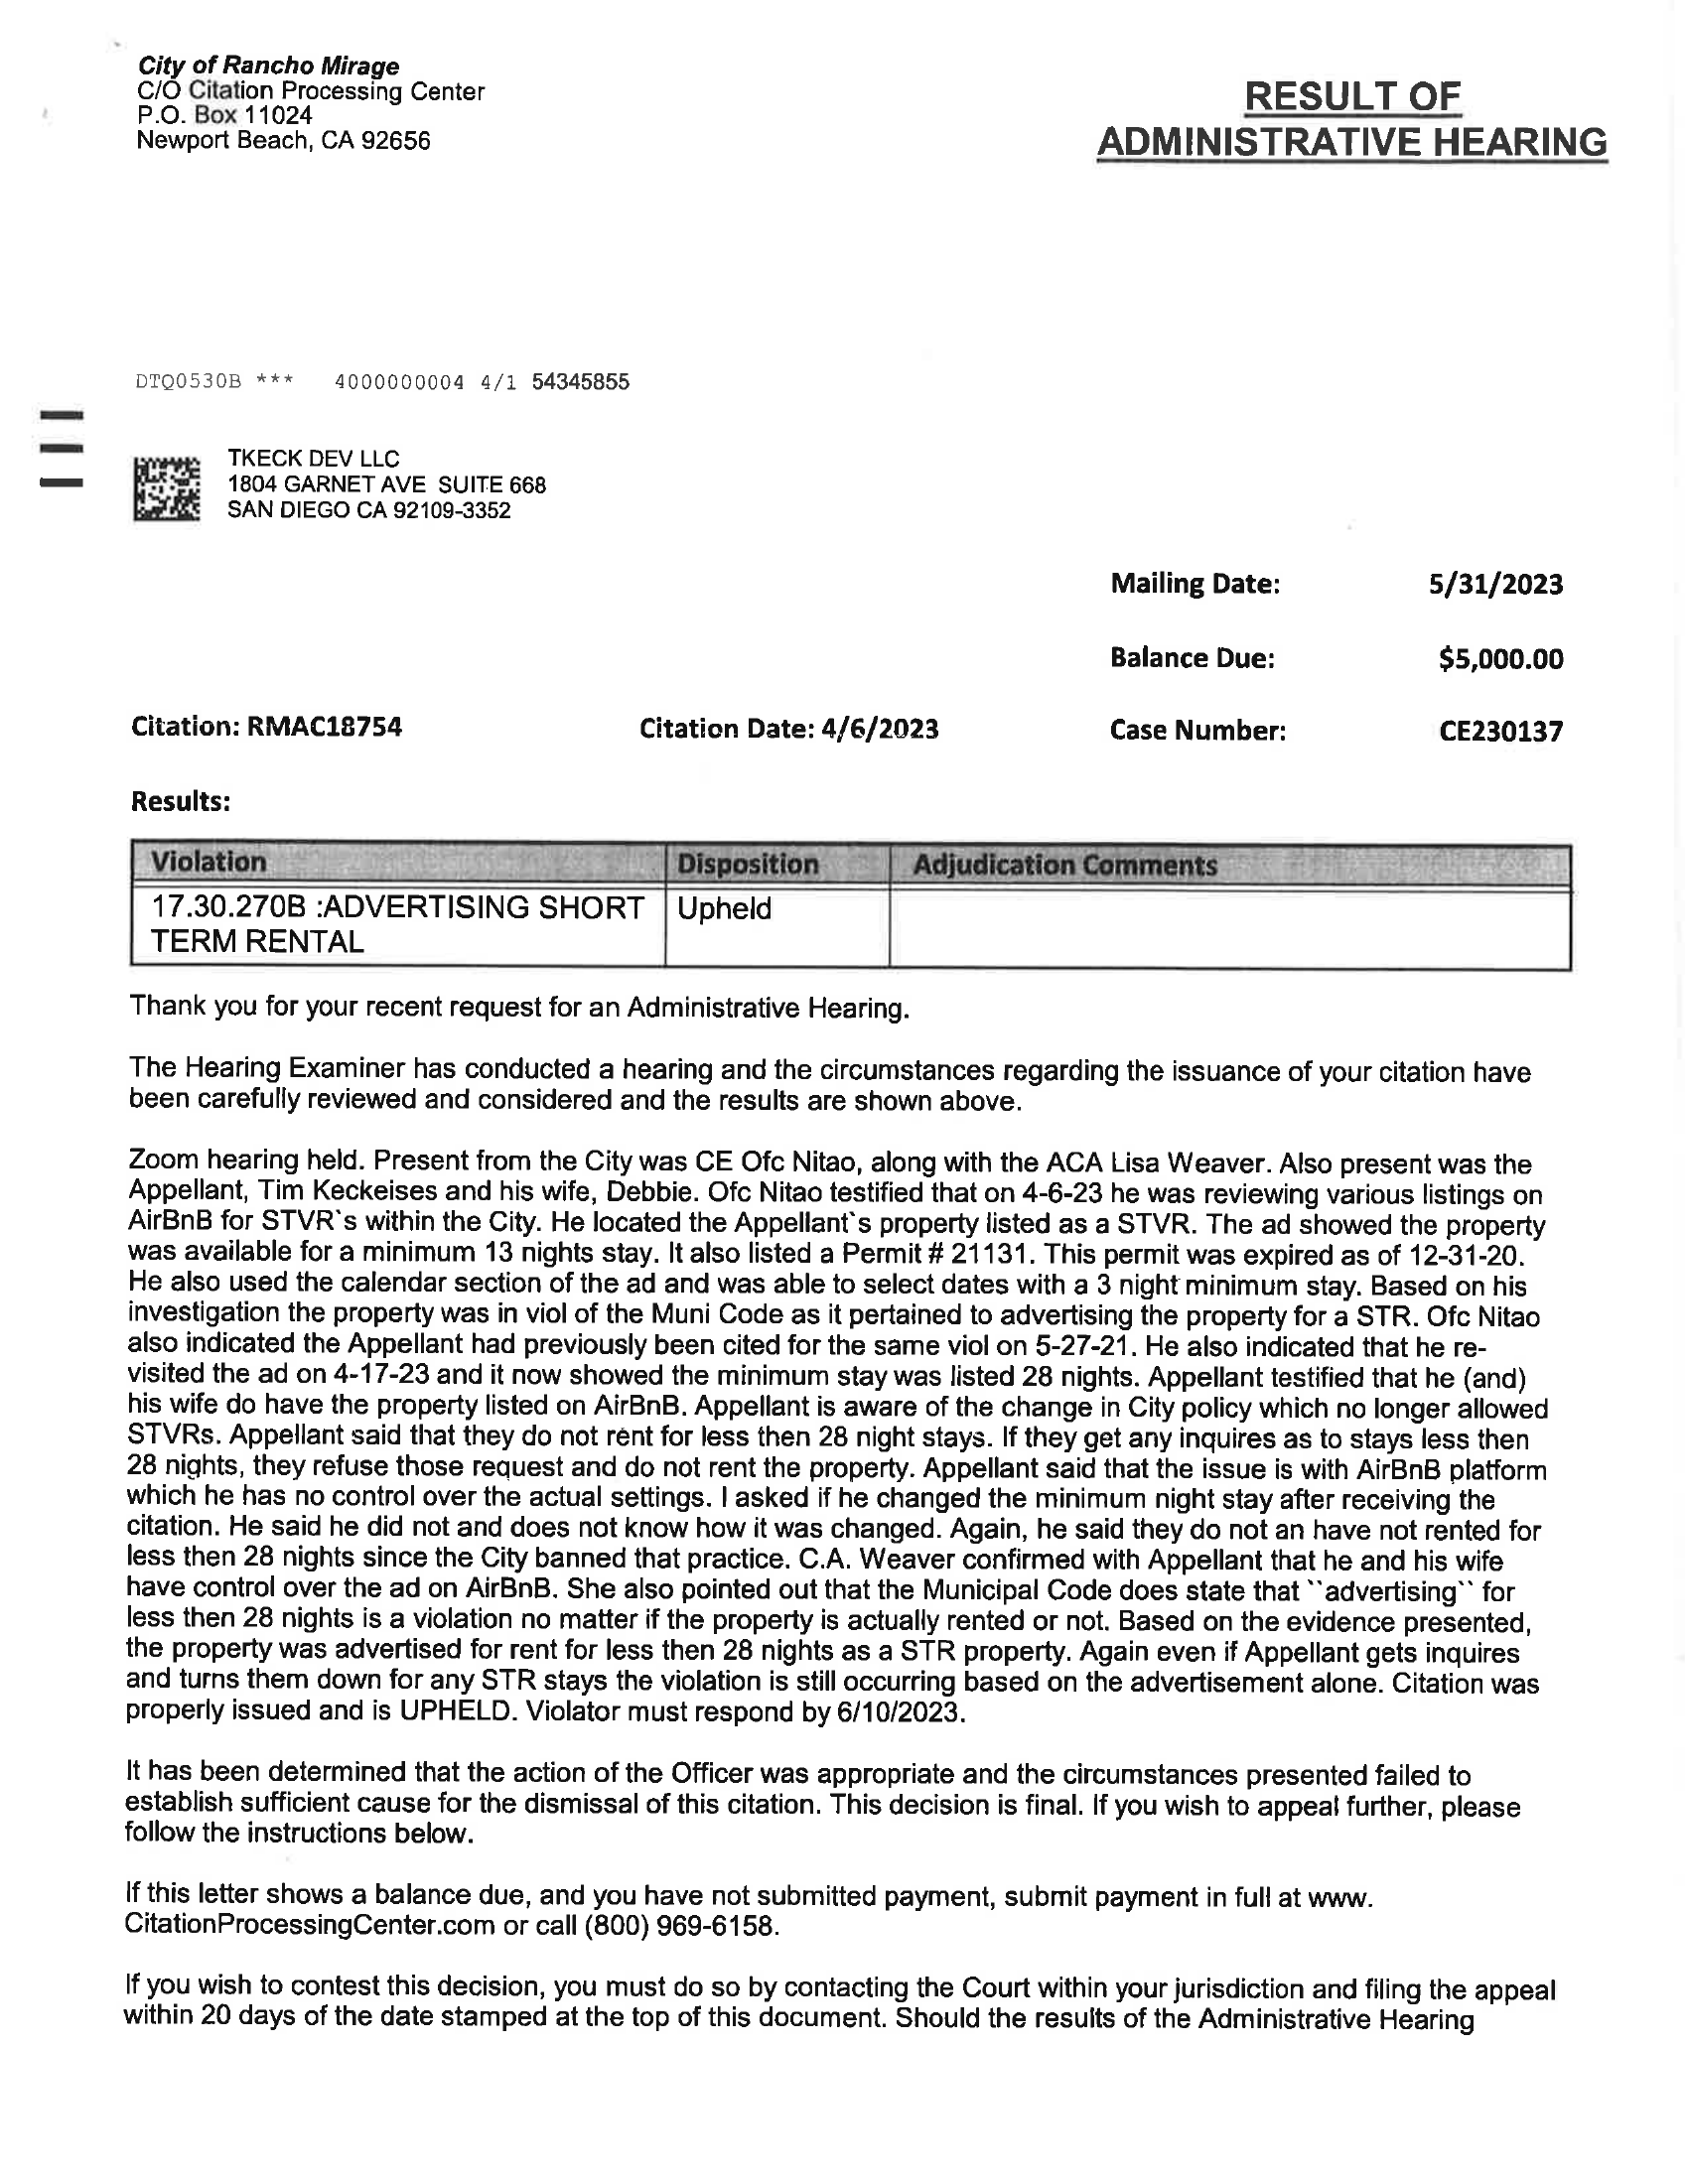 City of Rancho Mirage
C/O Citation Processing Center
P.O. Box 11024
Newport Beach, CA 92656
RESULT OF
ADMINISTRATIVE HEARING
DTQ0530B *** 4000000004 4/1 54345855
TKECK DEV LLC
1804 GARNET AVE SUITE 668
SAN DIEGO CA 92109-3352
Mailing Date: 5/31/2023
Balance Due: $5,000.00
Citation: RMAC18754 Citation Date: 4/6/2023 Case Number: CE230137
Results:
Violation Disposition Adjudication Comments
17.30.270B :ADVERTISING SHORT Upheld
TERM RENTAL
Thank you for your recent request for an Administrative Hearing.
The Hearing Examiner has conducted a hearing and the circumstances regarding the issuance of your citation have
been carefully reviewed and considered and the results are shown above.
Zoom hearing held. Present from the City was CE Ofc Nitao, along with the ACA Lisa Weaver. Also present was the
Appellant, Tim Keckeises and his wife, Debbie. Ofc Nitao testified that on 4-6-23 he was reviewing various listings on
AirBnB for STVR`s within the City. He located the Appellant`s property listed as a STVR. The ad showed the property
was available for a minimum 13 nights stay. It also listed a Permit # 21131. This permit was expired as of 12-31-20.
He also used the calendar section of the ad and was able to select dates with a 3 night minimum stay. Based on his
investigation the property was in viol of the Muni Code as it pertained to advertising the property for a STR. Ofc Nitao
also indicated the Appellant had previously been cited for the same viol on 5-27-21. He also indicated that he re-
visited the ad on 4-17-23 and it now showed the minimum stay was listed 28 nights. Appellant testified that he (and)
his wife do have the property listed on AirBnB. Appellant is aware of the change in City policy which no longer allowed
STVRs. Appellant said that they do not rent for less then 28 night stays. If they get any inquires as to stays less then
28 nights, they refuse those request and do not rent the property. Appellant said that the issue is with AirBnB platform
which he has no control over the actual settings. I asked if he changed the minimum night stay after receiving the
citation. He said he did not and does not know how it was changed. Again, he said they do not an have not rented for
less then 28 nights since the City banned that practice. C.A. Weaver confirmed with Appellant that he and his wife
have control over the ad on AirBnB. She also pointed out that the Municipal Code does state that ``advertising`` for
less then 28 nights is a violation no matter if the property is actually rented or not. Based on the evidence presented,
the property was advertised for rent for less then 28 nights as a STR property. Again even if Appellant gets inquires
and turns them down for any STR stays the violation is still occurring based on the advertisement alone. Citation was
properly issued and is UPHELD. Violator must respond by 6/10/2023.
It has been determined that the action of the Officer was appropriate and the circumstances presented failed to
establish sufficient cause for the dismissal of this citation. This decision is final. If you wish to appeal further, please
follow the instructions below.
If this letter shows a balance due, and you have not submitted payment, submit payment in full at www.
CitationProcessingCenter.com or call (800) 969-6158.
If you wish to contest this decision, you must do so by contacting the Court within your jurisdiction and filing the appeal
within 20 days of the date stamped at the top of this document. Should the results of the Administrative Hearing